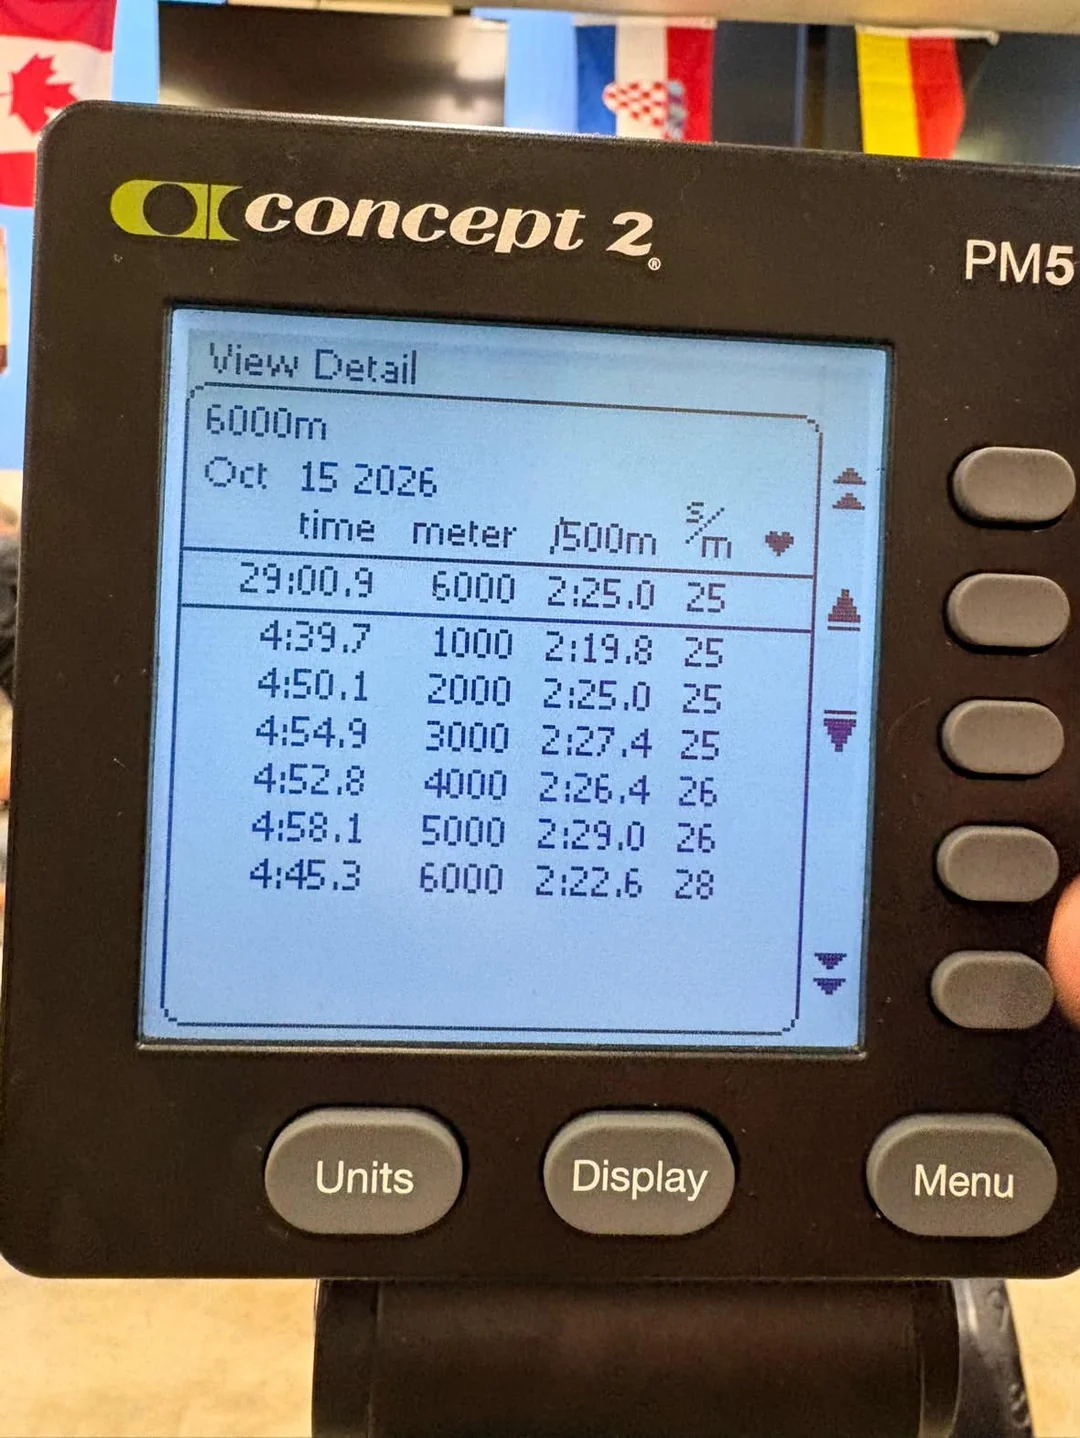 concept 2®
PM5
View Detail
6000m
Oct 15 2026
time meter /500m s/m ♥
29:00.9 6000 2:25.0 25
4:39.7 1000 2:19.8 25
4:50.1 2000 2:25.0 25
4:54.9 3000 2:27.4 25
4:52.8 4000 2:26.4 26
4:58.1 5000 2:29.0 26
4:45.3 6000 2:22.6 28
Units Display Menu